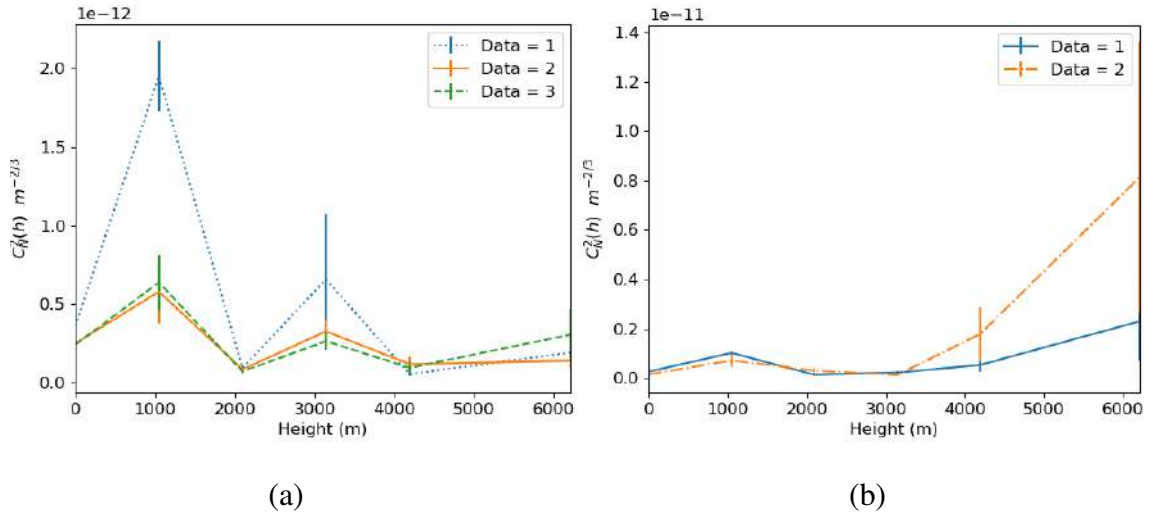 1e−12
Data = 1
Data = 2
Data = 3
2.0
1.5
1.0
0.5
0.0
C_N^2(h) m^{-2/3}
0 1000 2000 3000 4000 5000 6000
Height (m)
(a)
1e−11
Data = 1
Data = 2
1.4
1.2
1.0
0.8
0.6
0.4
0.2
0.0
C_N^2(h) m^{-2/3}
0 1000 2000 3000 4000 5000 6000
Height (m)
(b)